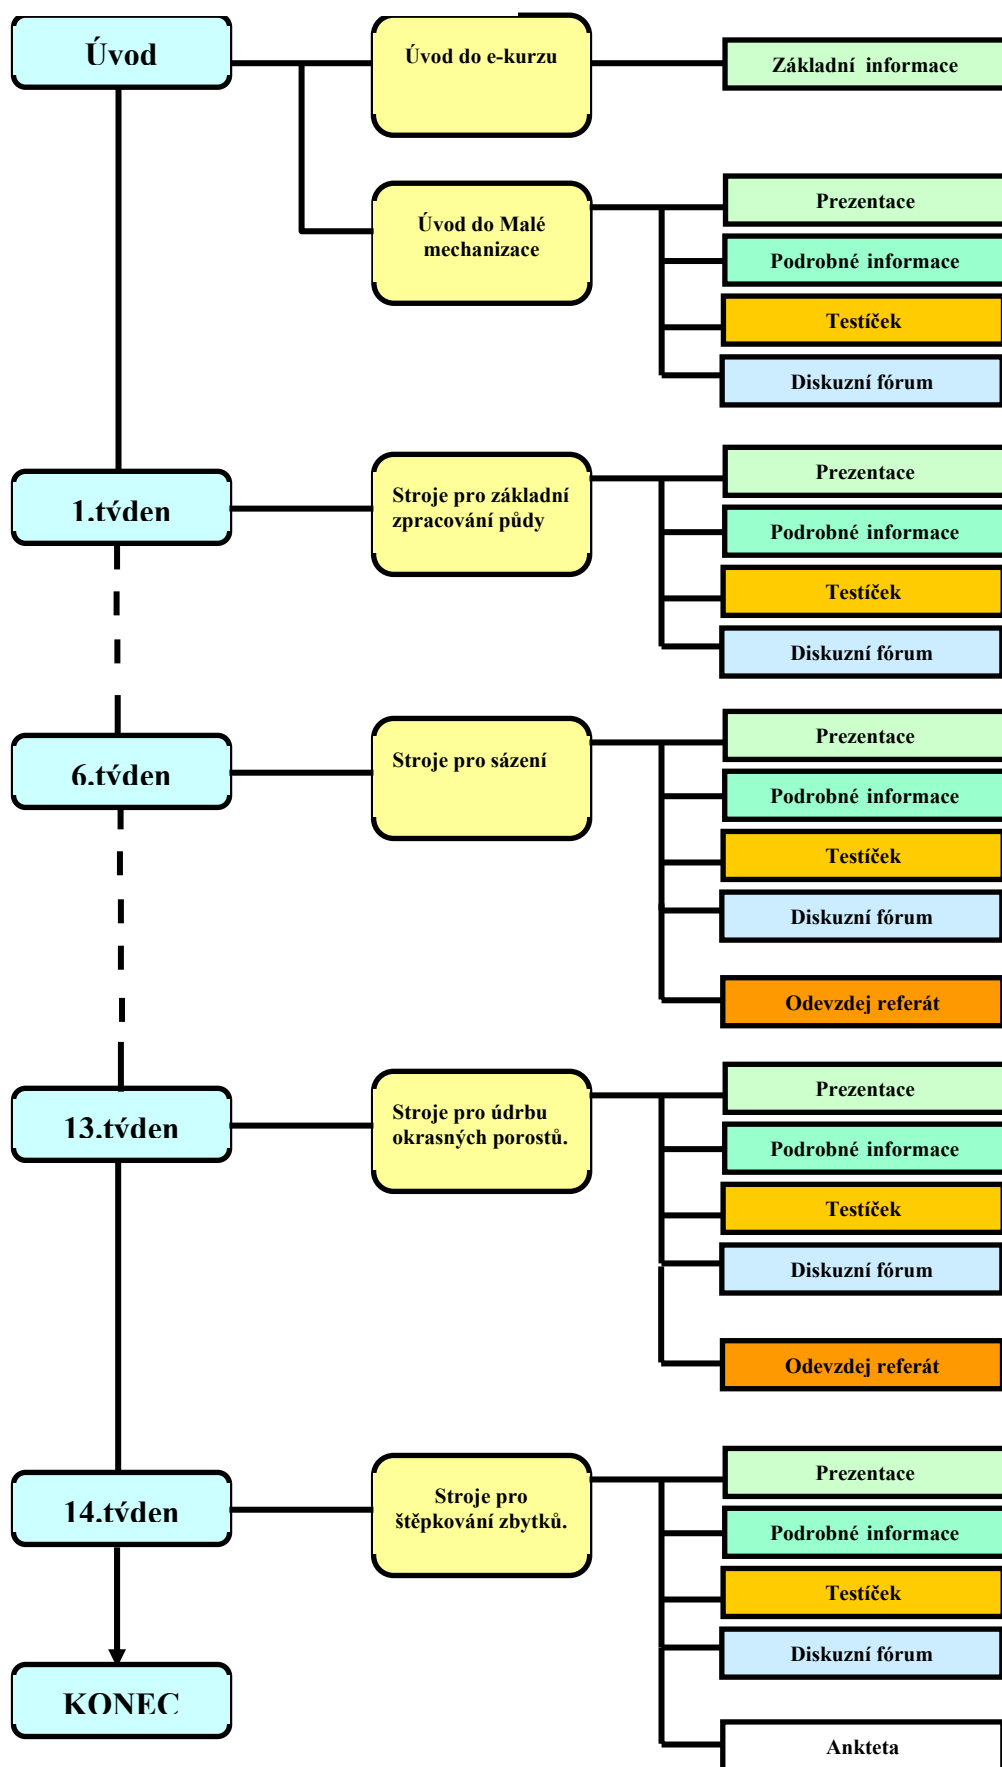 Úvod
Úvod do e-kurzu
Základní informace
Úvod do Malé
mechanizace
Prezentace
Podrobné informace
Testíček
Diskuzní fórum
1.týden
Stroje pro základní
zpracování půdy
Prezentace
Podrobné informace
Testíček
Diskuzní fórum
6.týden
Stroje pro sázení
Prezentace
Podrobné informace
Testíček
Diskuzní fórum
Odevzdej referát
13.týden
Stroje pro údrbu
okrasných porostů.
Prezentace
Podrobné informace
Testíček
Diskuzní fórum
Odevzdej referát
14.týden
Stroje pro
štěpkování zbytků.
Prezentace
Podrobné informace
Testíček
Diskuzní fórum
Ankteta
KONEC